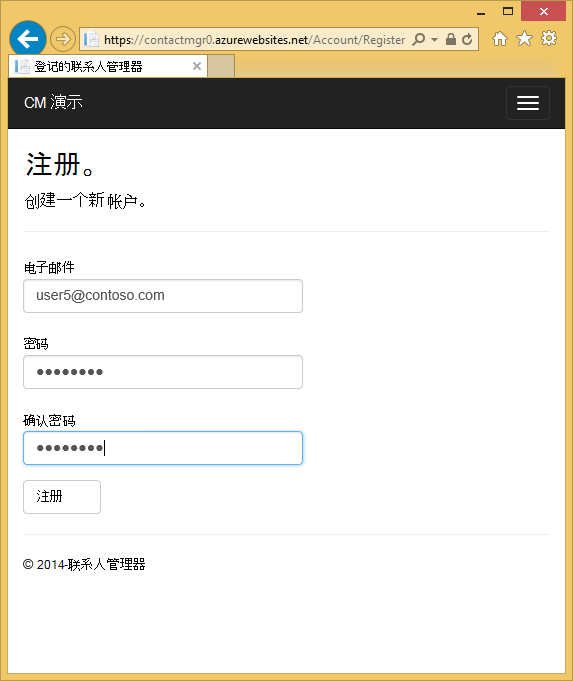 https://contactmgr0.azurewebsites.net/Account/Register
登记的联系人管理器
CM 演示
注册。
创建一个新帐户。
电子邮件
user5@contoso.com
密码
●●●●●●●●
确认密码
●●●●●●●●
注册
© 2014-联系人管理器